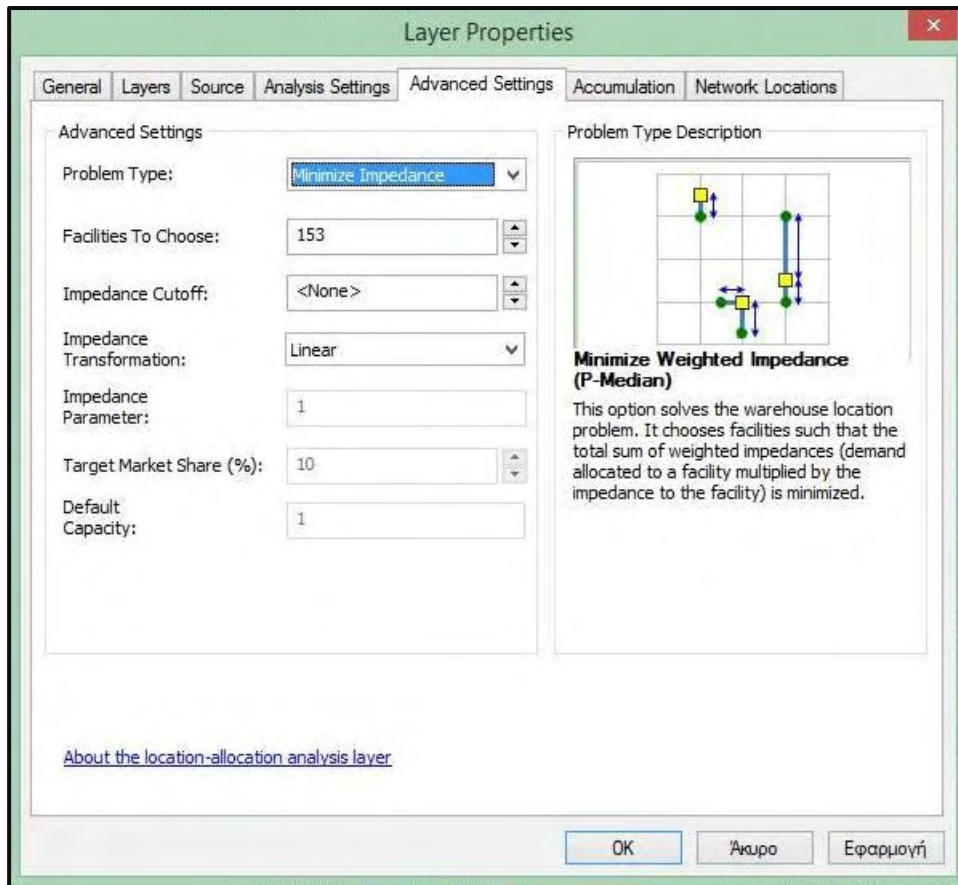 Layer Properties
General Layers Source Analysis Settings Advanced Settings Accumulation Network Locations
Advanced Settings
Problem Type:
Minimize Impedance
Facilities To Choose:
153
Impedance Cutoff:
<None>
Impedance
Transformation:
Linear
Impedance
Parameter:
1
Target Market Share (%):
10
Default
Capacity:
1
Problem Type Description
Minimize Weighted Impedance
(P-Median)
This option solves the warehouse location
problem. It chooses facilities such that the
total sum of weighted impedances (demand
allocated to a facility multiplied by the
impedance to the facility) is minimized.
About the location-allocation analysis layer
OK Άκυρο Εφαρμογή